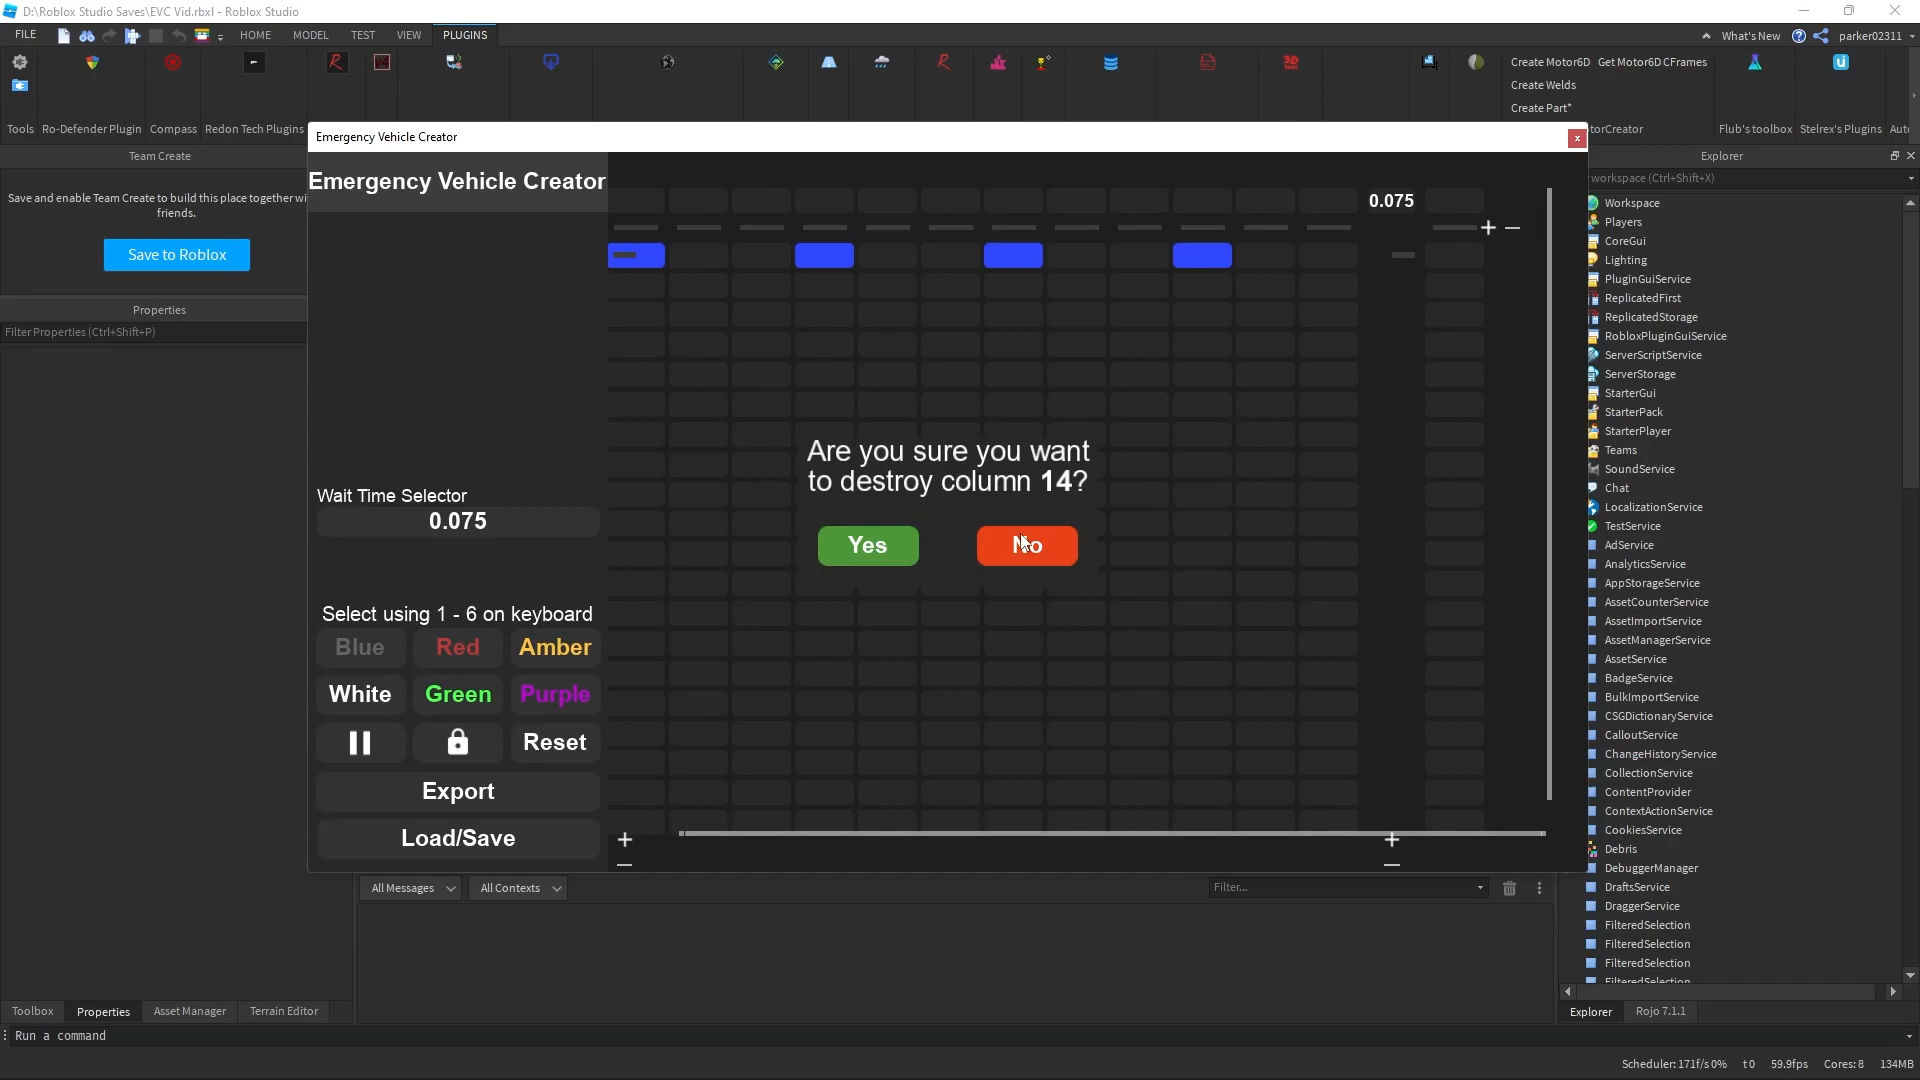 D:\Roblox Studio Saves\EVC Vid.rbxl - Roblox Studio
FILE HOME MODEL TEST VIEW PLUGINS What's New parker02311
Create Motor6D Get Motor6D CFrames
Create Welds
Create Part*
Tools Ro-Defender Plugin Compass Redon Tech Plugins torCreator Flub's toolbox Stelrex's Plugins Aut
Team Create
Save and enable Team Create to build this place together wi
friends.
Save to Roblox
Properties
Filter Properties (Ctrl+Shift+P)
Emergency Vehicle Creator
Emergency Vehicle Creator
0.075
+ −
Are you sure you want
to destroy column 14?
Yes No
Wait Time Selector
0.075
Select using 1 - 6 on keyboard
Blue Red Amber
White Green Purple
Reset
Export
Load/Save
+ +
− −
All Messages All Contexts Filter...
Explorer
workspace (Ctrl+Shift+X)
Workspace
Players
CoreGui
Lighting
PluginGuiService
ReplicatedFirst
ReplicatedStorage
RobloxPluginGuiService
ServerScriptService
ServerStorage
StarterGui
StarterPack
StarterPlayer
Teams
SoundService
Chat
LocalizationService
TestService
AdService
AnalyticsService
AppStorageService
AssetCounterService
AssetImportService
AssetManagerService
AssetService
BadgeService
BulkImportService
CSGDictionaryService
CalloutService
ChangeHistoryService
CollectionService
ContentProvider
ContextActionService
CookiesService
Debris
DebuggerManager
DraftsService
DraggerService
FilteredSelection
FilteredSelection
FilteredSelection
FilteredSelection
Toolbox Properties Asset Manager Terrain Editor
Explorer Rojo 7.1.1
Run a command
Scheduler:171f/s0% t0 59.9fps Cores: 8 134MB